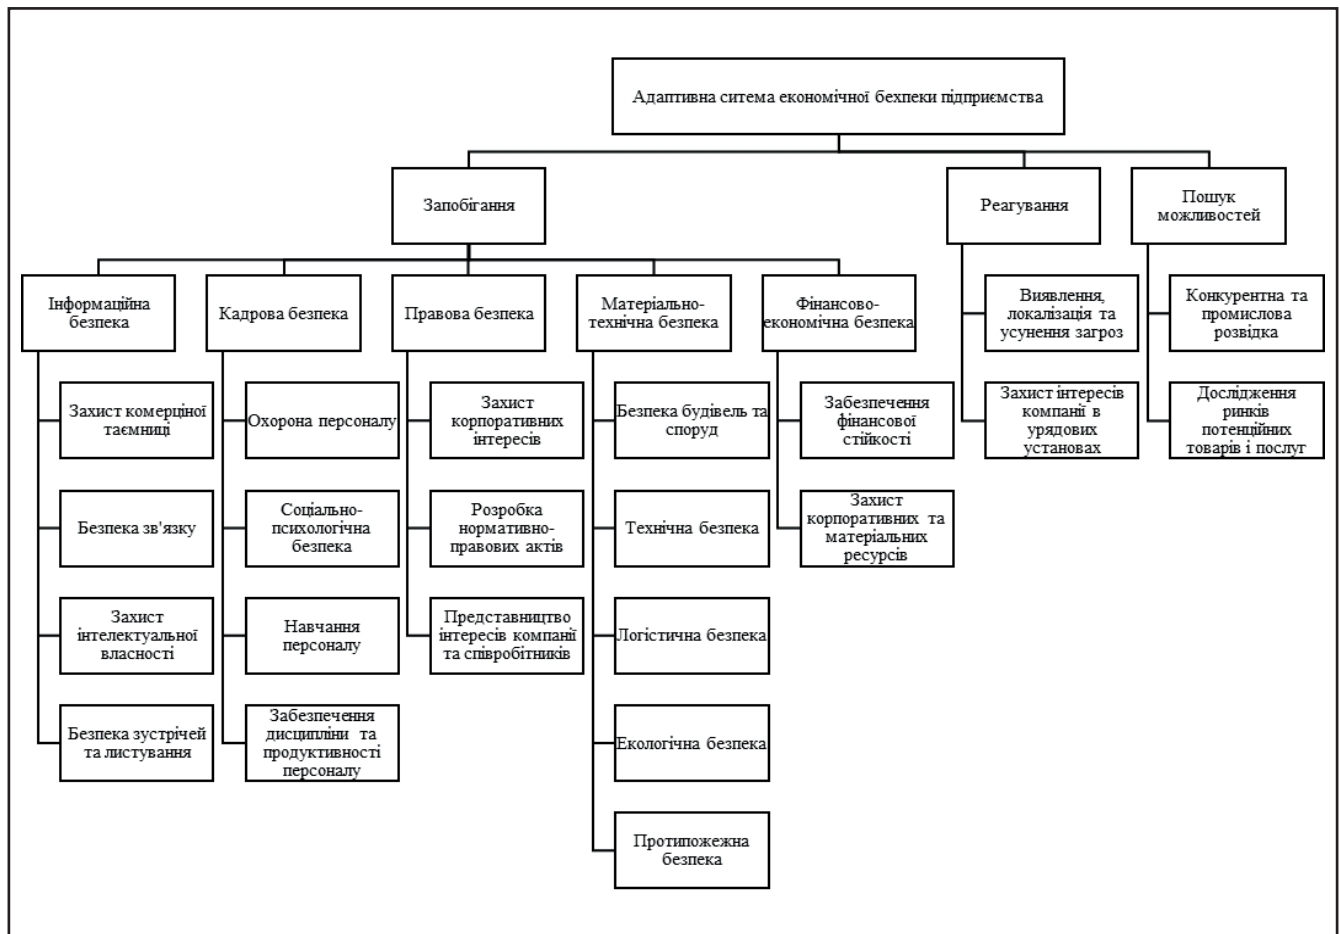 Адаптивна ситема економічної бехпеки підприємства
Запобігання
Реагування
Пошук
можливостей
Інформаційна
безпека
Кадрова безпека
Правова безпека
Матеріально-
технічна безпека
Фінансово-
економічна безпека
Виявлення,
локалізація та
усунення загроз
Конкурентна та
промислова
розвідка
Захист комерціної
таємниці
Охорона персоналу
Захист
корпоративних
інтересів
Безпека будівель та
споруд
Забезпечення
фінансової
стійкості
Захист інтересів
компанії в
урядових
установах
Дослідження
ринків
потенційних
товарів і послуг
Безпека зв'язку
Соціально-
психологічна
безпека
Розробка
нормативно-
правових актів
Технічна безпека
Захист
корпоративних та
матеріальних
ресурсів
Захист
інтелектуальної
власності
Навчання
персоналу
Представництво
інтересів компанії
та співробітників
Логістична безпека
Безпека зустрічей
та листування
Забезпечення
дисципліни та
продуктивності
персоналу
Екологічна безпека
Протипожежна
безпека